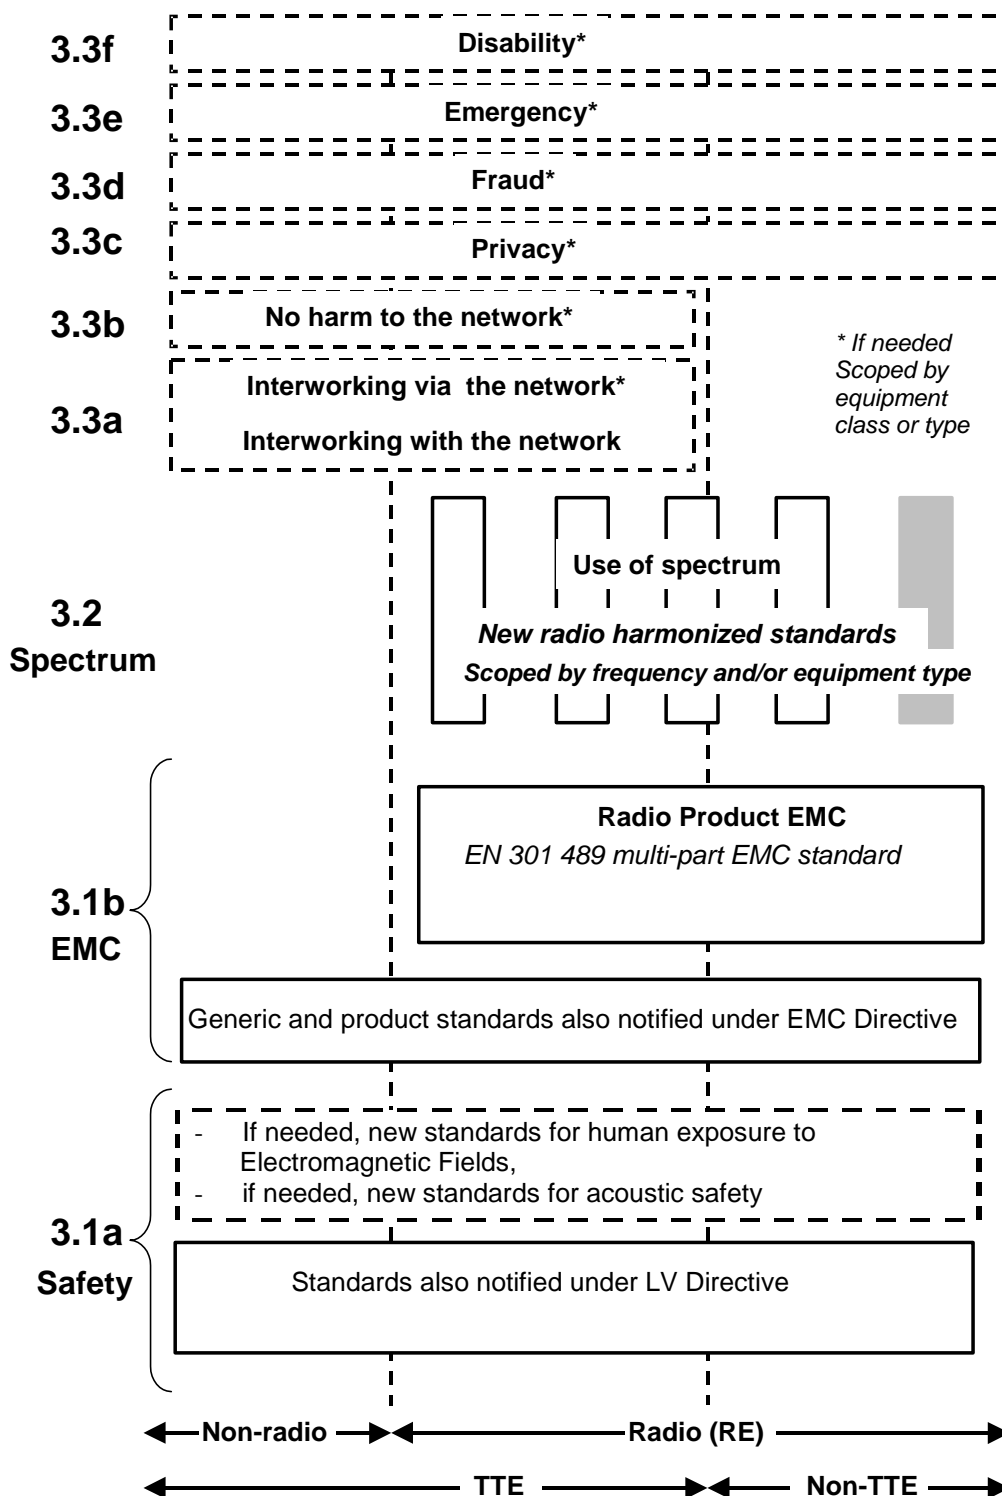 3.3f
Disability*
3.3e
Emergency*
3.3d
Fraud*
3.3c
Privacy*
3.3b
No harm to the network*
* If needed
Scoped by
equipment
class or type
3.3a
Interworking via the network*
Interworking with the network
3.2
Spectrum
Use of spectrum
New radio harmonized standards
Scoped by frequency and/or equipment type
3.1b
EMC
Radio Product EMC
EN 301 489 multi-part EMC standard
Generic and product standards also notified under EMC Directive
3.1a
Safety
- If needed, new standards for human exposure to
Electromagnetic Fields,
- if needed, new standards for acoustic safety
Standards also notified under LV Directive
Non-radio
Radio (RE)
TTE
Non-TTE